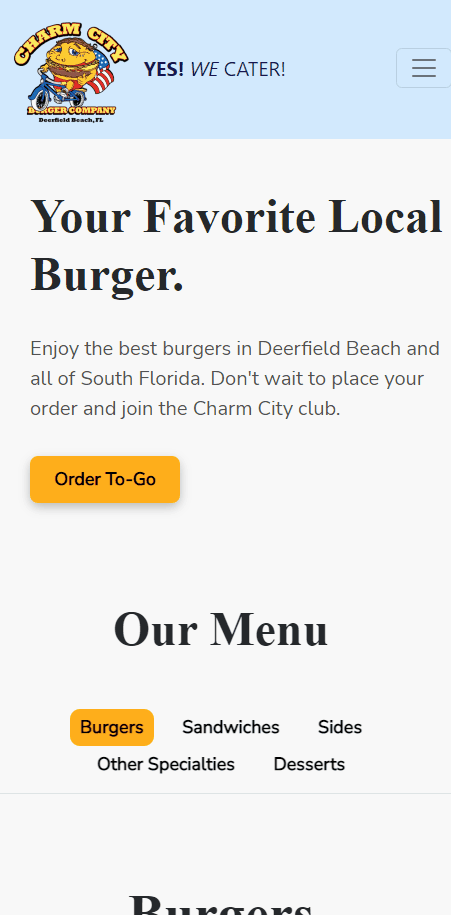 CHARM CITY
BURGER COMPANY
Deerfield Beach, FL
YES! WE CATER!
Your Favorite Local
Burger.
Enjoy the best burgers in Deerfield Beach and
all of South Florida. Don't wait to place your
order and join the Charm City club.
Order To-Go
Our Menu
Burgers Sandwiches Sides
Other Specialties Desserts
Burgers